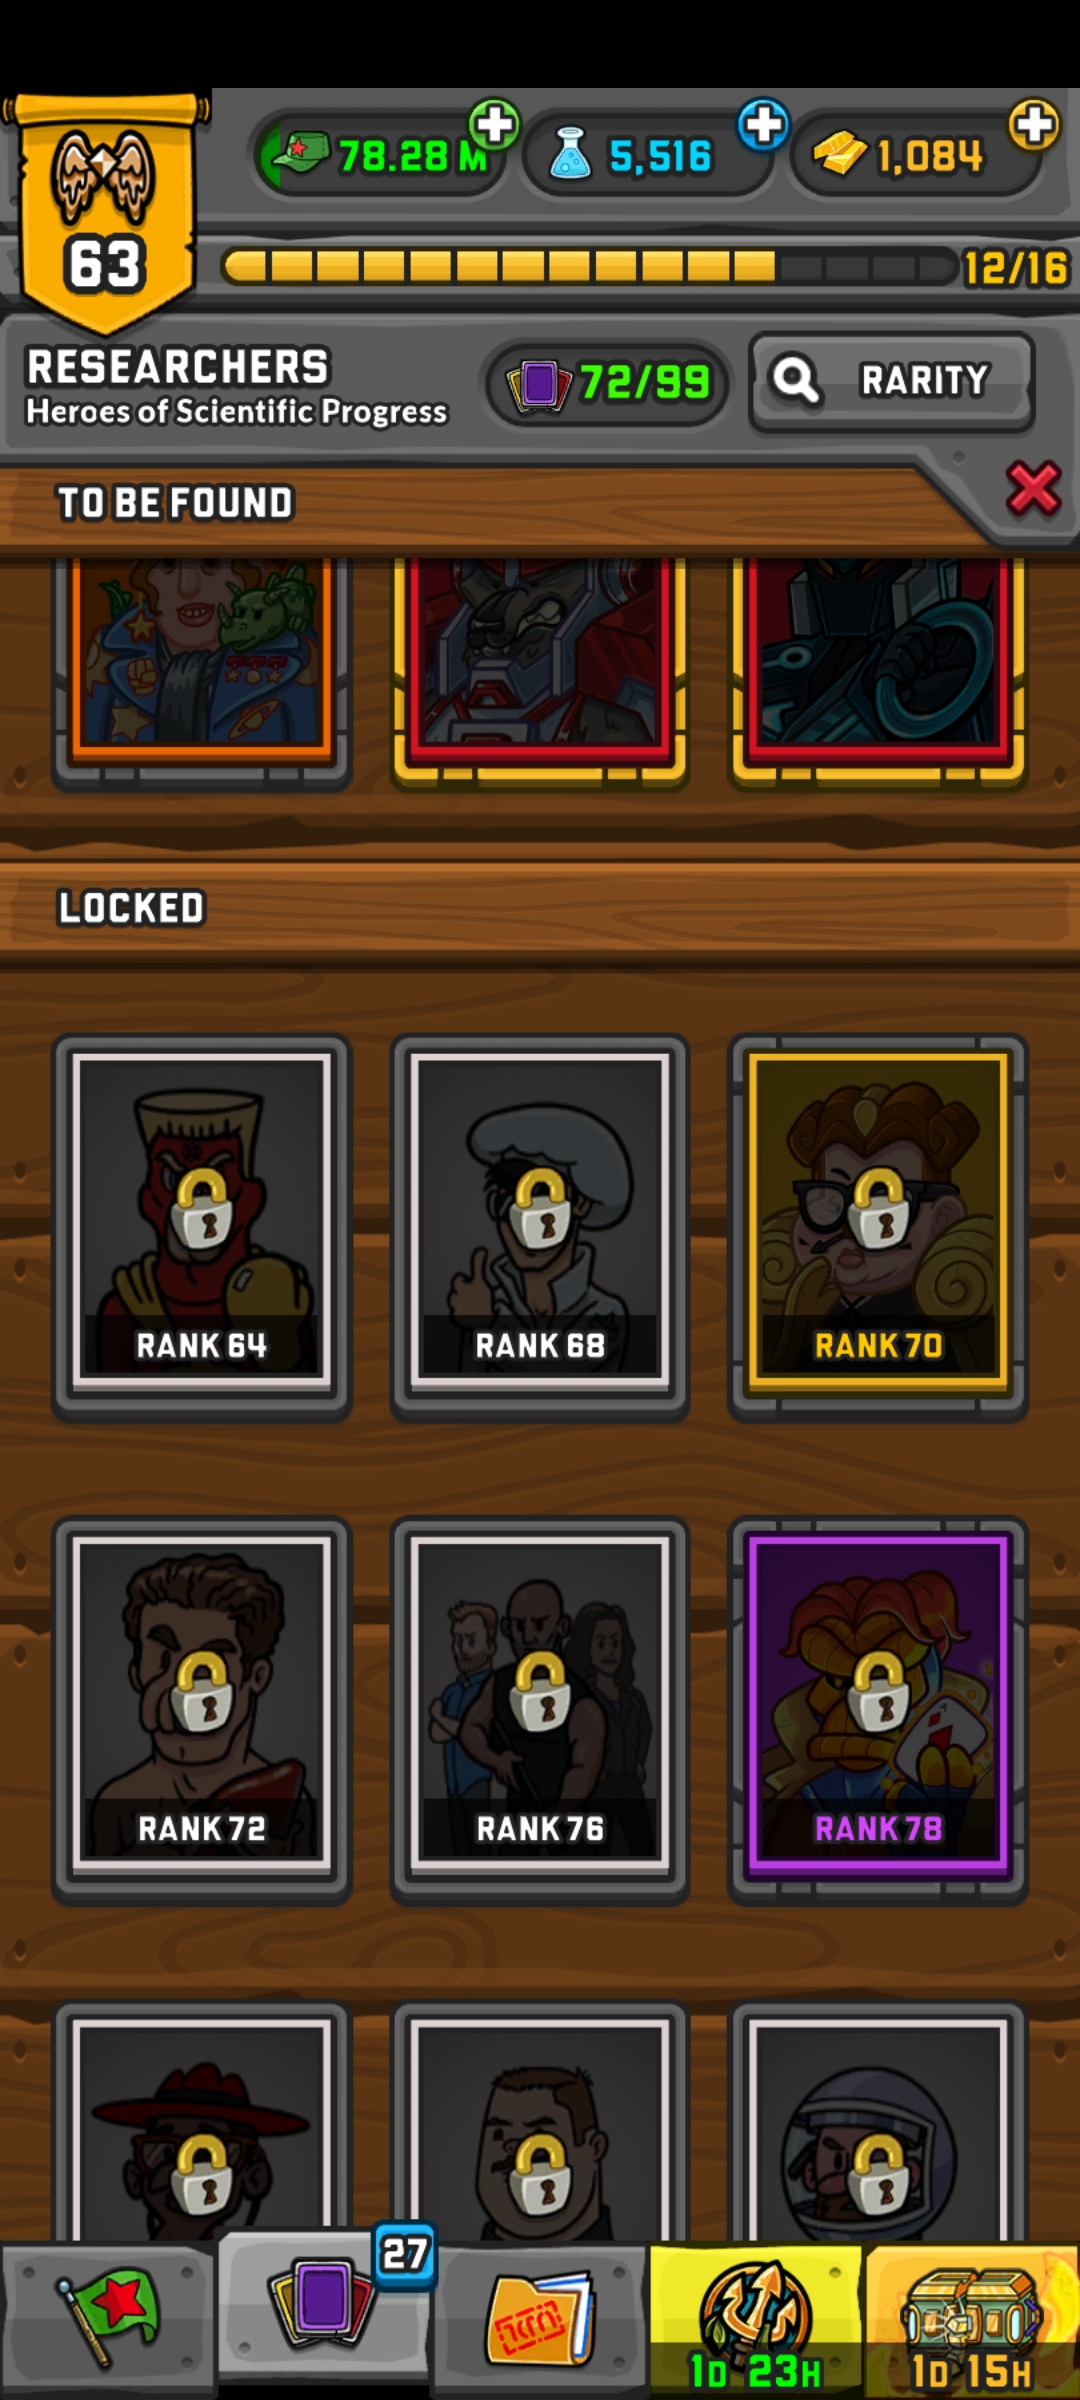 78.28 M
5,516
1,084
63
12/16
RESEARCHERS
Heroes of Scientific Progress
72/99
RARITY
TO BE FOUND
LOCKED
RANK 64
RANK 68
RANK 70
RANK 72
RANK 76
RANK 78
27
1D 23H
1D 15H